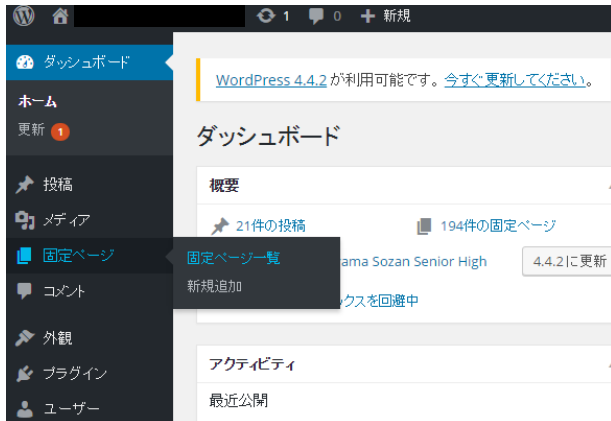 1 0 新規
ダッシュボード
ホーム
更新 1
投稿
メディア
固定ページ
コメント
外観
プラグイン
ユーザー
固定ページ一覧
新規追加
WordPress 4.4.2 が利用可能です。今すぐ更新してください。
ダッシュボード
概要
21件の投稿 194件の固定ページ
ama Sozan Senior High 4.4.2 に更新
クスを回避中
アクティビティ
最近公開